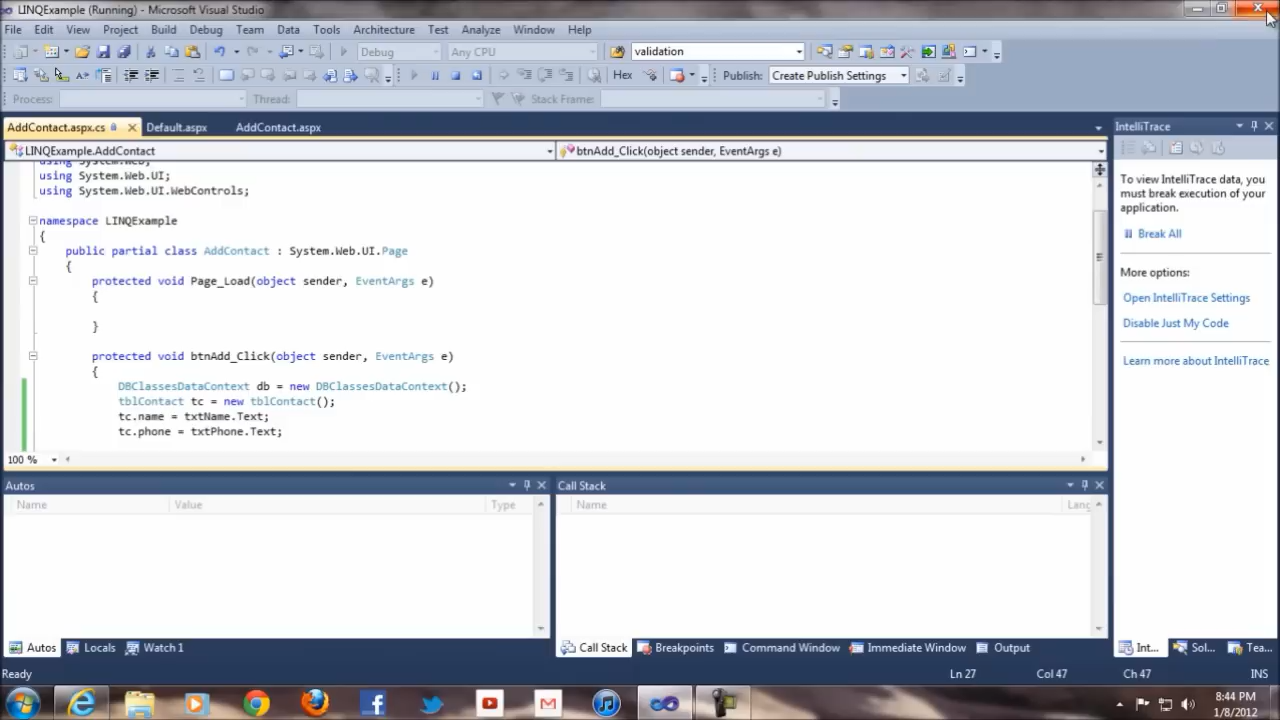 LINQExample (Running) - Microsoft Visual Studio
File Edit View Project Build Debug Team Data Tools Architecture Test Analyze Window Help
Debug Any CPU validation
Hex Publish: Create Publish Settings
Process: Thread: Stack Frame:
AddContact.aspx.cs Default.aspx AddContact.aspx
LINQExample.AddContact btnAdd_Click(object sender, EventArgs e)
using System.Web;
using System.Web.UI;
using System.Web.UI.WebControls;
namespace LINQExample
{
public partial class AddContact : System.Web.UI.Page
{
protected void Page_Load(object sender, EventArgs e)
{
}
protected void btnAdd_Click(object sender, EventArgs e)
{
DBClassesDataContext db = new DBClassesDataContext();
tblContact tc = new tblContact();
tc.name = txtName.Text;
tc.phone = txtPhone.Text;
100 %
IntelliTrace
To view IntelliTrace data, you
must break execution of your
application.
Break All
More options:
Open IntelliTrace Settings
Disable Just My Code
Learn more about IntelliTrace
Autos
Name Value Type
Call Stack
Name Lang
Autos Locals Watch 1
Call Stack Breakpoints Command Window Immediate Window Output
Int... Sol... Tea...
Ready Ln 27 Col 47 Ch 47 INS
8:44 PM
1/8/2012